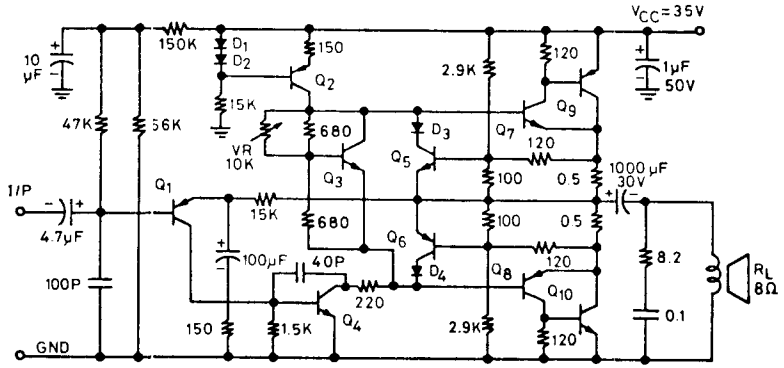 VCC=35V
10 µF
150K
D1
D2
150
Q2
2.9K
120
Q9
1µF 50V
47K
56K
15K
VR 10K
680
Q3
D3
Q5
Q7
120
100
0.5
1000µF 30V
I/P
4.7µF
Q1
15K
680
100
0.5
Q6
100P
100µF
40P
220
D4
Q8
120
Q10
8.2
RL 8Ω
150
1.5K
Q4
2.9K
120
0.1
GND